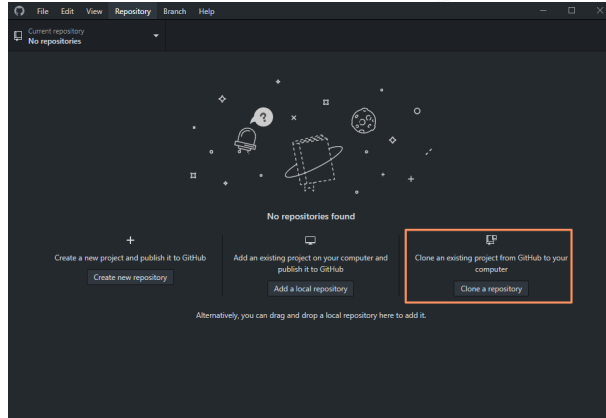 File Edit View Repository Branch Help
Current repository
No repositories
?
No repositories found
Create a new project and publish it to GitHub
Create new repository
Add an existing project on your computer and
publish it to GitHub
Add a local repository
Clone an existing project from GitHub to your
computer
Clone a repository
Alternatively, you can drag and drop a local repository here to add it.